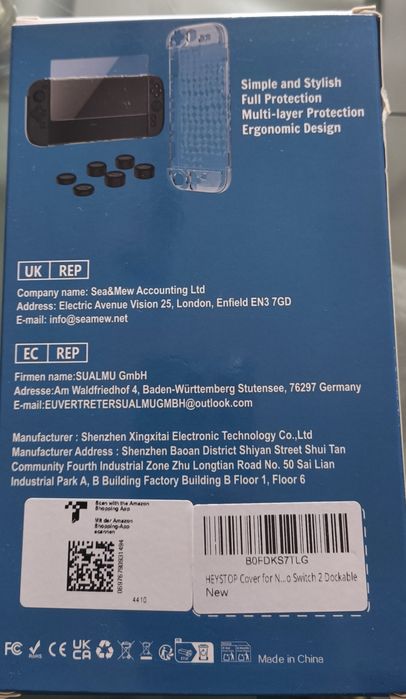 Simple and Stylish
Full Protection
Multi-layer Protection
Ergonomic Design
UK REP
Company name: Sea&Mew Accounting Ltd
Address: Electric Avenue Vision 25, London, Enfield EN3 7GD
E-mail: info@seamew.net
EC REP
Firmen name:SUALMU GmbH
Adresse:Am Waldfriedhof 4, Baden-Württemberg Stutensee, 76297 Germany
E-mail:EUVERTRETERSUALMUGMBH@outlook.com
Manufacturer : Shenzhen Xingxitai Electronic Technology Co.,Ltd
Manufacturer Address : Shenzhen Baoan District Shiyan Street Shui Tan
Community Fourth Industrial Zone Zhu Longtian Road No. 50 Sai Lian
Industrial Park A, B Building Factory Building B Floor 1, Floor 6
Scan with the Amazon
Shopping App
Mit der Amazon
Shopping-App
scannen
4410
B0FDKS7TLG
HEYSTOP Cover for N...o Switch 2 Dockable
New
FC
RoHS
CE
UK
CA
Made in China